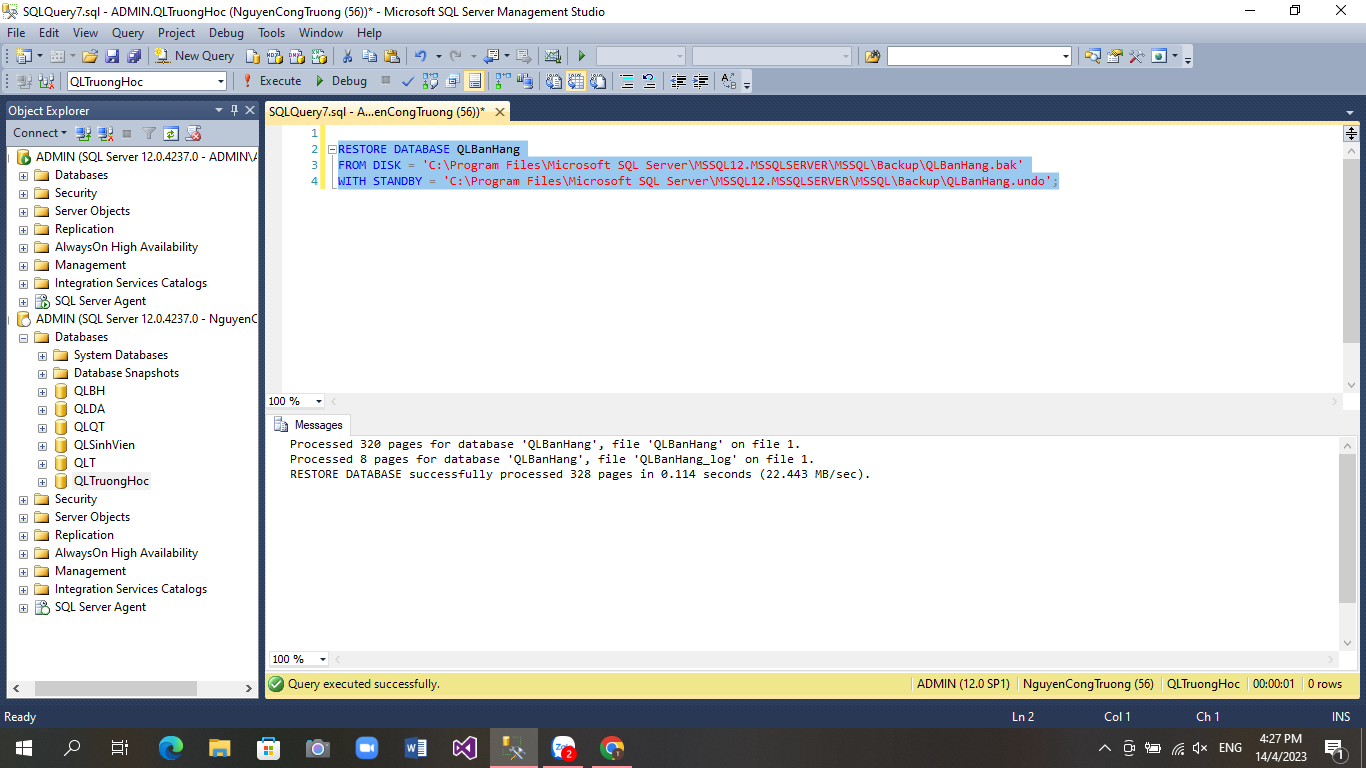 SQLQuery7.sql - ADMIN.QLTruongHoc (NguyenCongTruong (56))* - Microsoft SQL Server Management Studio
File Edit View Query Project Debug Tools Window Help
New Query
QLTruongHoc Execute Debug
Object Explorer
Connect
ADMIN (SQL Server 12.0.4237.0 - ADMIN\A
Databases
Security
Server Objects
Replication
AlwaysOn High Availability
Management
Integration Services Catalogs
SQL Server Agent
ADMIN (SQL Server 12.0.4237.0 - NguyenC
Databases
System Databases
Database Snapshots
QLBH
QLDA
QLQT
QLSinhVien
QLT
QLTruongHoc
Security
Server Objects
Replication
AlwaysOn High Availability
Management
Integration Services Catalogs
SQL Server Agent
SQLQuery7.sql - A...enCongTruong (56))*
1
2 RESTORE DATABASE QLBanHang
3 FROM DISK = 'C:\Program Files\Microsoft SQL Server\MSSQL12.MSSQLSERVER\MSSQL\Backup\QLBanHang.bak'
4 WITH STANDBY = 'C:\Program Files\Microsoft SQL Server\MSSQL12.MSSQLSERVER\MSSQL\Backup\QLBanHang.undo';
100 %
Messages
Processed 320 pages for database 'QLBanHang', file 'QLBanHang' on file 1.
Processed 8 pages for database 'QLBanHang', file 'QLBanHang_log' on file 1.
RESTORE DATABASE successfully processed 328 pages in 0.114 seconds (22.443 MB/sec).
100 %
Query executed successfully. ADMIN (12.0 SP1) NguyenCongTruong (56) QLTruongHoc 00:00:01 0 rows
Ready Ln 2 Col 1 Ch 1 INS
2
ENG
4:27 PM
14/4/2023
1